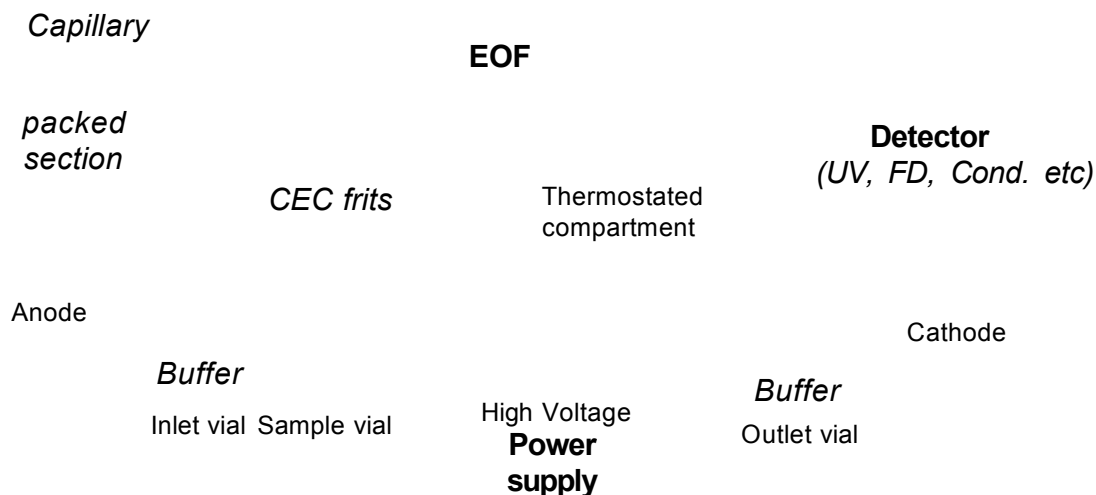 Capillary
EOF
packed
section
Detector
(UV, FD, Cond. etc)
CEC frits
Thermostated
compartment
Anode
Cathode
Buffer
Buffer
Inlet vial Sample vial
High Voltage
Outlet vial
Power
supply